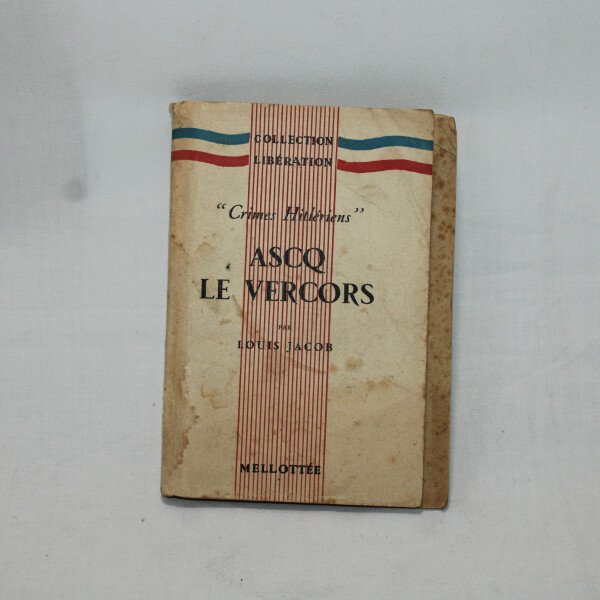 COLLECTION
LIBÉRATION
“Crimes Hitlériens”
ASCQ
LE VERCORS
PAR
LOUIS JACOB
MELLOTTÉE